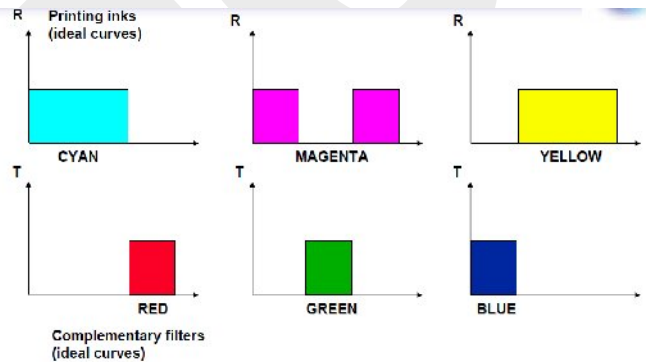 R
Printing inks
(ideal curves)
R
R
CYAN
MAGENTA
YELLOW
T
T
T
RED
GREEN
BLUE
Complementary filters
(ideal curves)